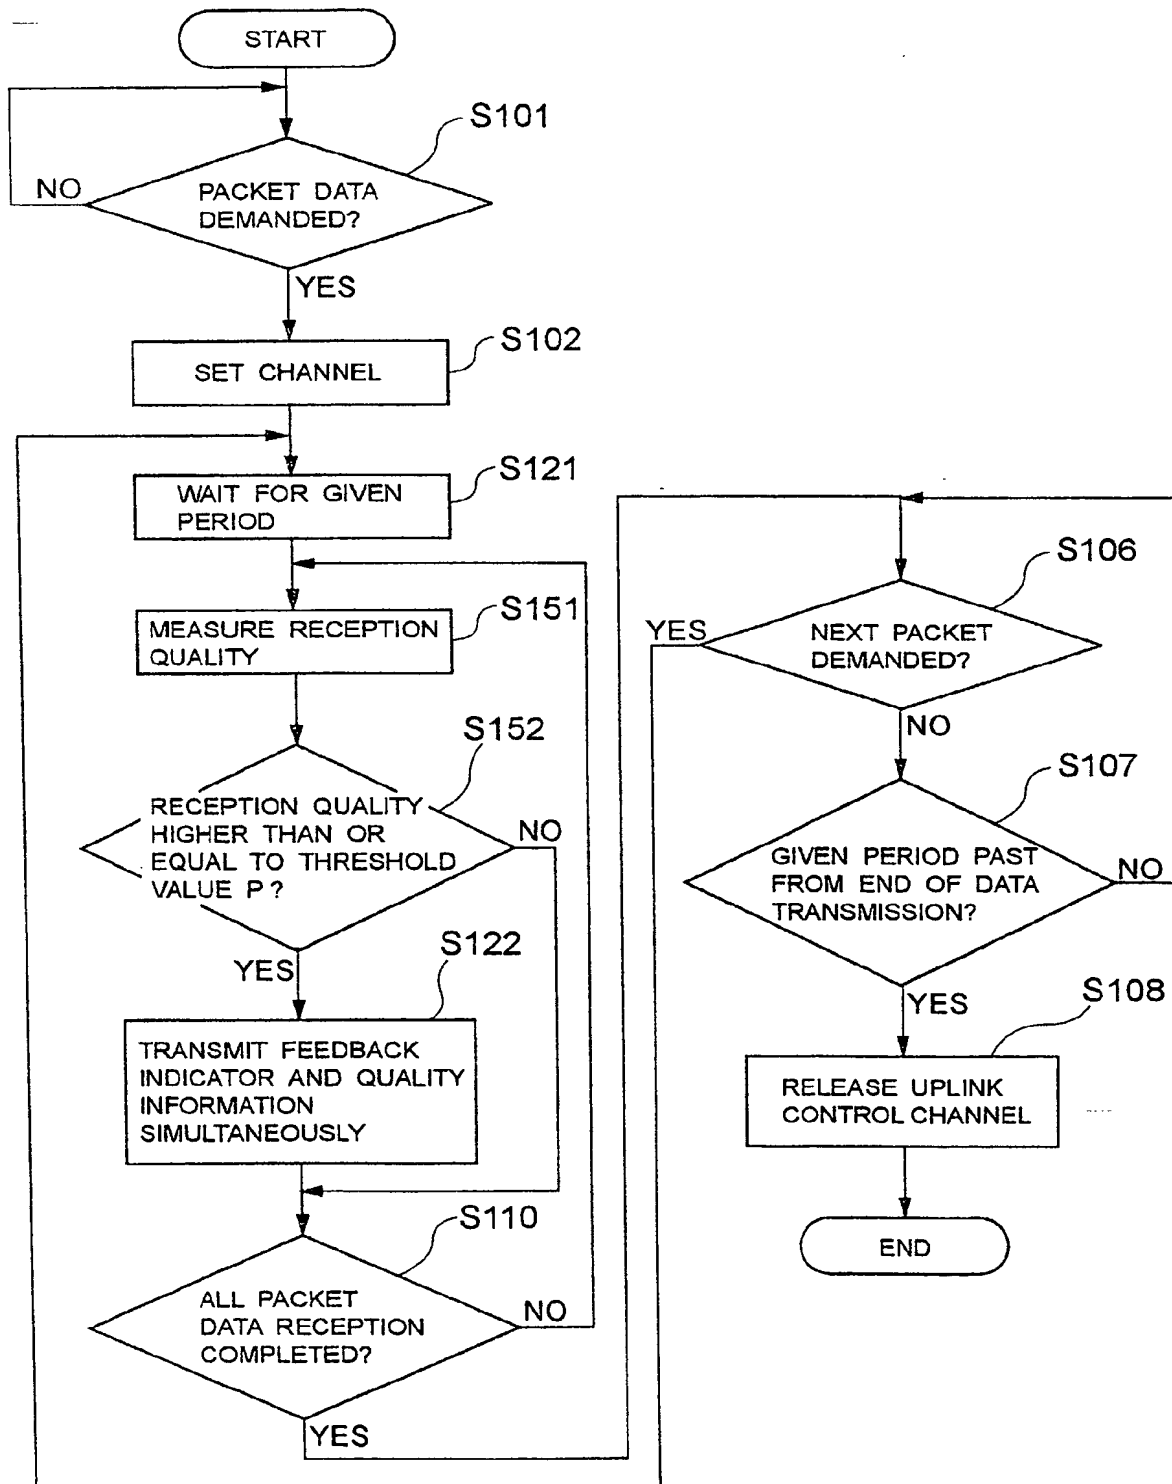 START
S101
NO
PACKET DATA
DEMANDED?
YES
S102
SET CHANNEL
S121
WAIT FOR GIVEN
PERIOD
S151
MEASURE RECEPTION
QUALITY
S152
RECEPTION QUALITY
HIGHER THAN OR
EQUAL TO THRESHOLD
VALUE P?
NO
YES
S122
TRANSMIT FEEDBACK
INDICATOR AND QUALITY
INFORMATION
SIMULTANEOUSLY
S110
ALL PACKET
DATA RECEPTION
COMPLETED?
NO
YES
S106
YES
NEXT PACKET
DEMANDED?
NO
S107
GIVEN PERIOD PAST
FROM END OF DATA
TRANSMISSION?
NO
YES
S108
RELEASE UPLINK
CONTROL CHANNEL
END